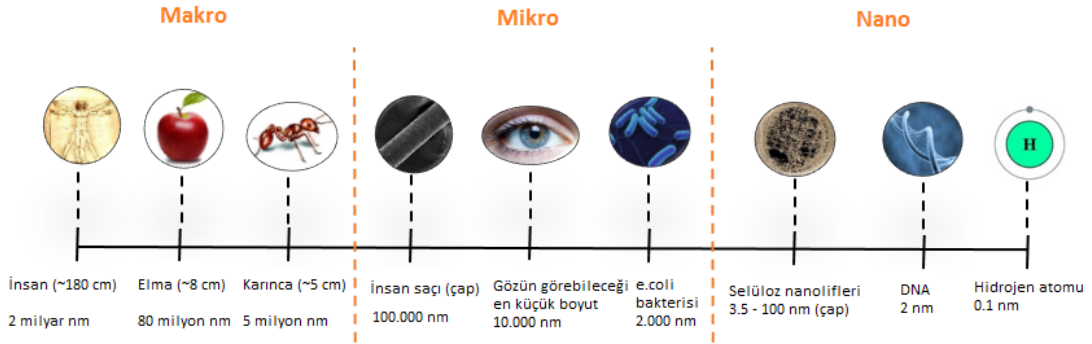 Makro
Mikro
Nano
H
İnsan (~180 cm)
2 milyar nm
Elma (~8 cm)
80 milyon nm
Karınca (~5 cm)
5 milyon nm
İnsan saçı (çap)
100.000 nm
Gözün görebileceği
en küçük boyut
10.000 nm
e.coli
bakterisi
2.000 nm
Selüloz nanolifleri
3.5 - 100 nm (çap)
DNA
2 nm
Hidrojen atomu
0.1 nm